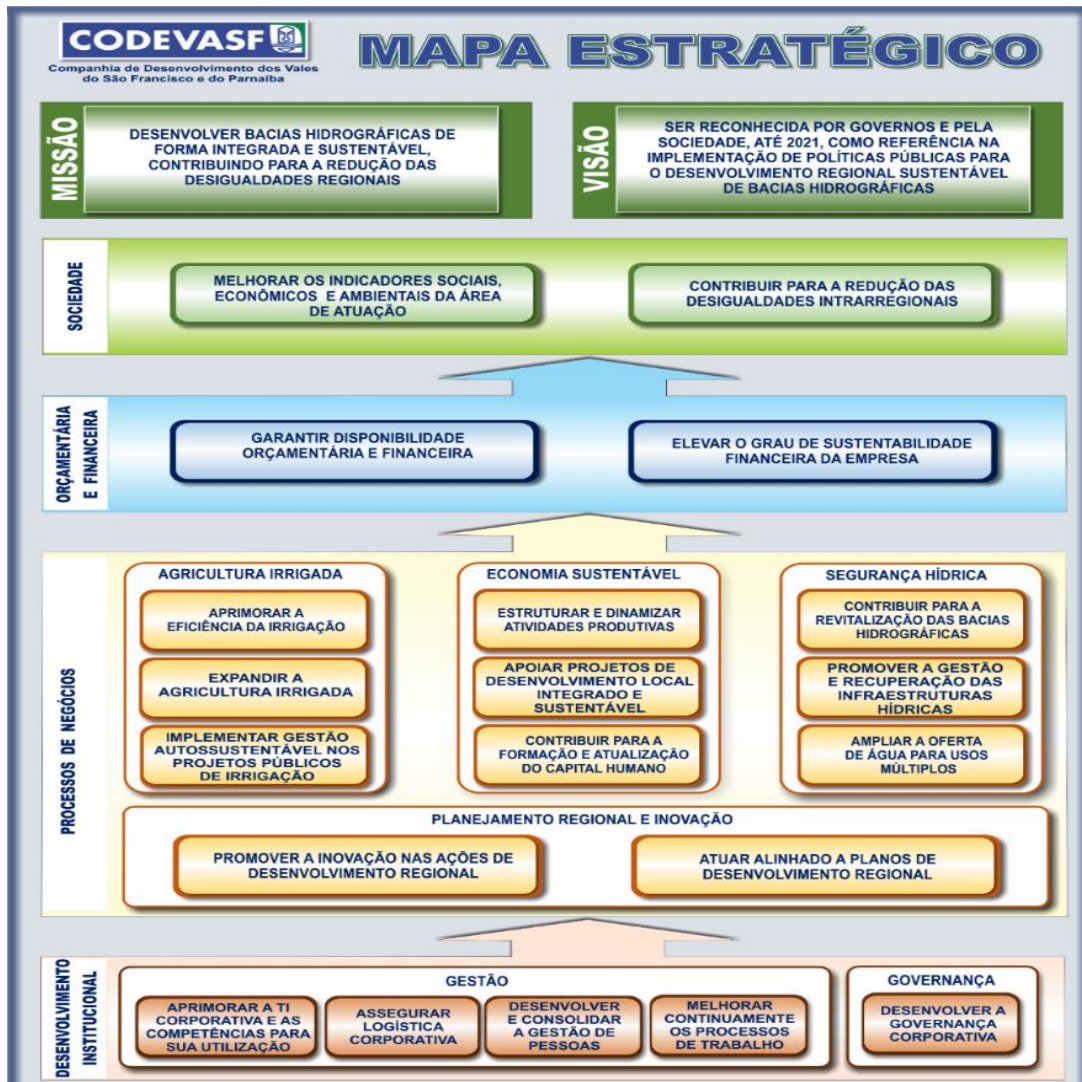 CODEVASF
Companhia de Desenvolvimento dos Vales
do São Francisco e do Parnaíba
MAPA ESTRATÉGICO
MISSÃO
DESENVOLVER BACIAS HIDROGRÁFICAS DE
FORMA INTEGRADA E SUSTENTÁVEL,
CONTRIBUINDO PARA A REDUÇÃO DAS
DESIGUALDADES REGIONAIS
VISÃO
SER RECONHECIDA POR GOVERNOS E PELA
SOCIEDADE, ATÉ 2021, COMO REFERÊNCIA NA
IMPLEMENTAÇÃO DE POLÍTICAS PÚBLICAS PARA
O DESENVOLVIMENTO REGIONAL SUSTENTÁVEL
DE BACIAS HIDROGRÁFICAS
SOCIEDADE
MELHORAR OS INDICADORES SOCIAIS,
ECONÔMICOS E AMBIENTAIS DA ÁREA
DE ATUAÇÃO
CONTRIBUIR PARA A REDUÇÃO DAS
DESIGUALDADES INTRARREGIONAIS
ORÇAMENTÁRIA
E FINANCEIRA
GARANTIR DISPONIBILIDADE
ORÇAMENTÁRIA E FINANCEIRA
ELEVAR O GRAU DE SUSTENTABILIDADE
FINANCEIRA DA EMPRESA
PROCESSOS DE NEGÓCIOS
AGRICULTURA IRRIGADA
APRIMORAR A
EFICIÊNCIA DA IRRIGAÇÃO
EXPANDIR A
AGRICULTURA IRRIGADA
IMPLEMENTAR GESTÃO
AUTOSSUSTENTÁVEL NOS
PROJETOS PÚBLICOS
DE IRRIGAÇÃO
ECONOMIA SUSTENTÁVEL
ESTRUTURAR E DINAMIZAR
ATIVIDADES PRODUTIVAS
APOIAR PROJETOS DE
DESENVOLVIMENTO LOCAL
INTEGRADO E
SUSTENTÁVEL
CONTRIBUIR PARA A
FORMAÇÃO E ATUALIZAÇÃO
DO CAPITAL HUMANO
SEGURANÇA HÍDRICA
CONTRIBUIR PARA A
REVITALIZAÇÃO DAS BACIAS
HIDROGRÁFICAS
PROMOVER A GESTÃO
E RECUPERAÇÃO DAS
INFRAESTRUTURAS
HÍDRICAS
AMPLIAR A OFERTA
DE ÁGUA PARA USOS
MÚLTIPLOS
PLANEJAMENTO REGIONAL E INOVAÇÃO
PROMOVER A INOVAÇÃO NAS AÇÕES DE
DESENVOLVIMENTO REGIONAL
ATUAR ALINHADO A PLANOS DE
DESENVOLVIMENTO REGIONAL
DESENVOLVIMENTO
INSTITUCIONAL
GESTÃO
APRIMORAR A TI
CORPORATIVA E AS
COMPETÊNCIAS PARA
SUA UTILIZAÇÃO
ASSEGURAR
LOGÍSTICA
CORPORATIVA
DESENVOLVER
E CONSOLIDAR
A GESTÃO DE
PESSOAS
MELHORAR
CONTINUAMENTE
OS PROCESSOS
DE TRABALHO
GOVERNANÇA
DESENVOLVER A
GOVERNANÇA
CORPORATIVA